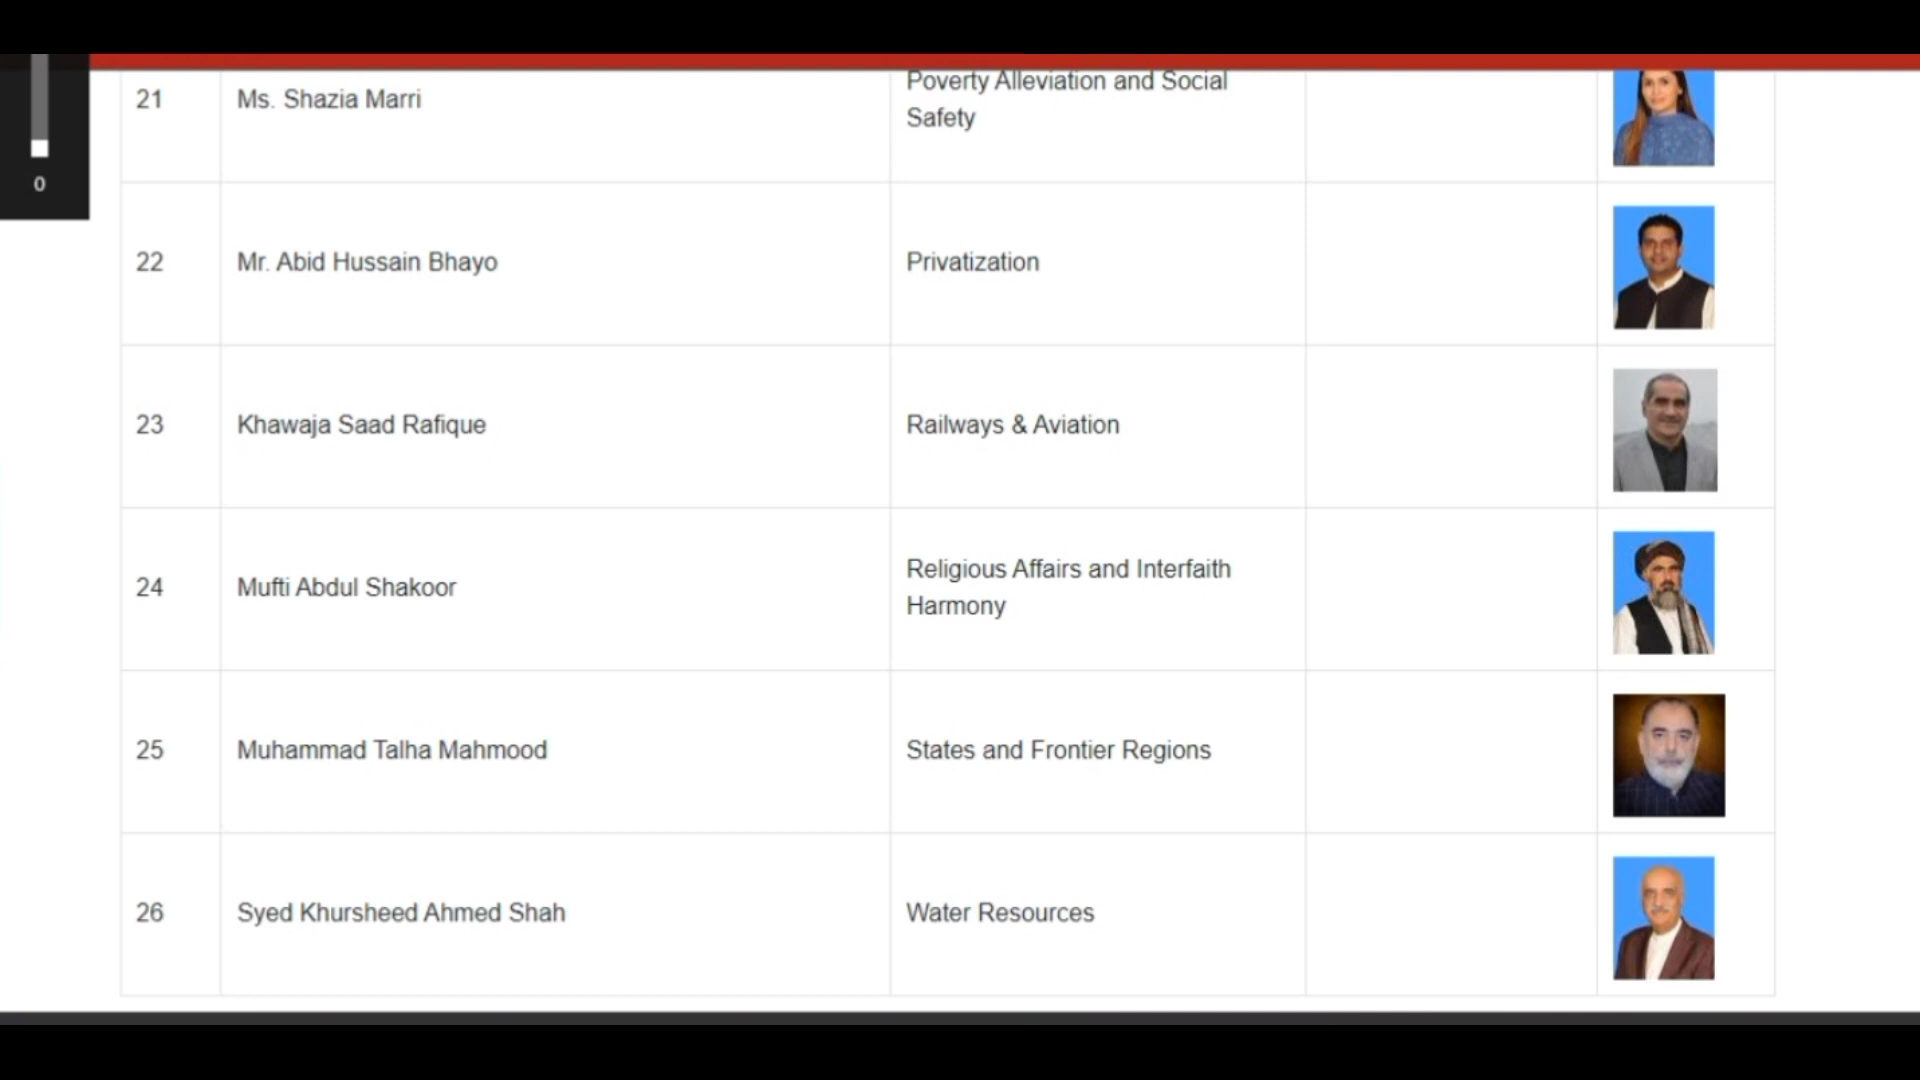 21 Ms. Shazia Marri Poverty Alleviation and Social
Safety
0
22 Mr. Abid Hussain Bhayo Privatization
23 Khawaja Saad Rafique Railways & Aviation
24 Mufti Abdul Shakoor Religious Affairs and Interfaith
Harmony
25 Muhammad Talha Mahmood States and Frontier Regions
26 Syed Khursheed Ahmed Shah Water Resources